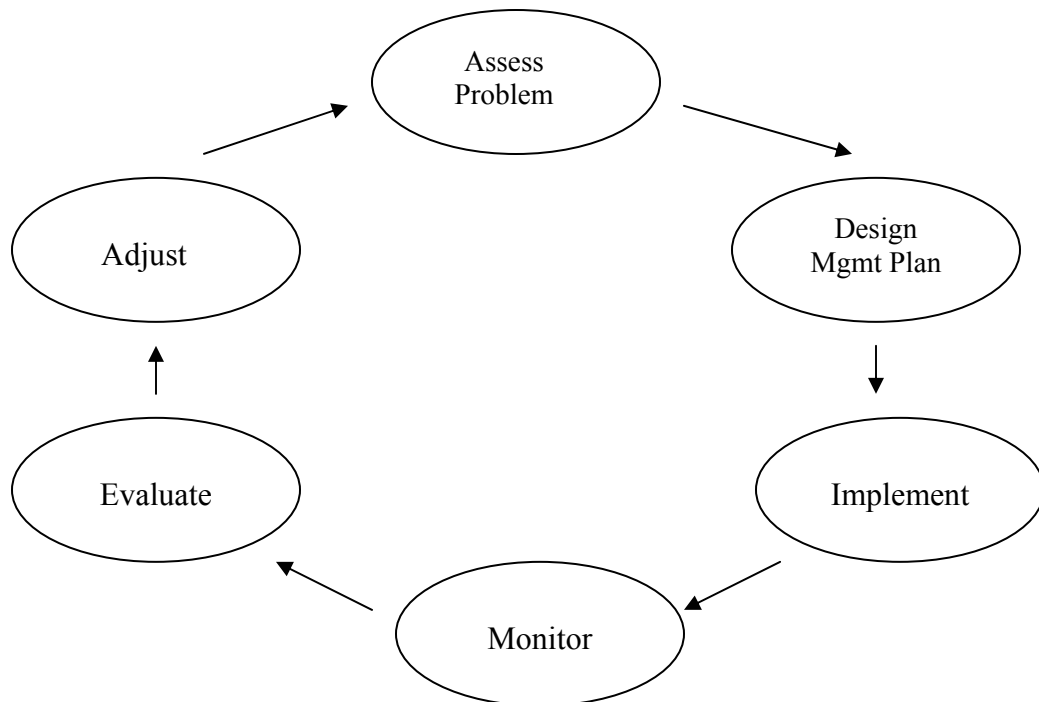 Assess
Problem
Design
Mgmt Plan
Implement
Monitor
Evaluate
Adjust